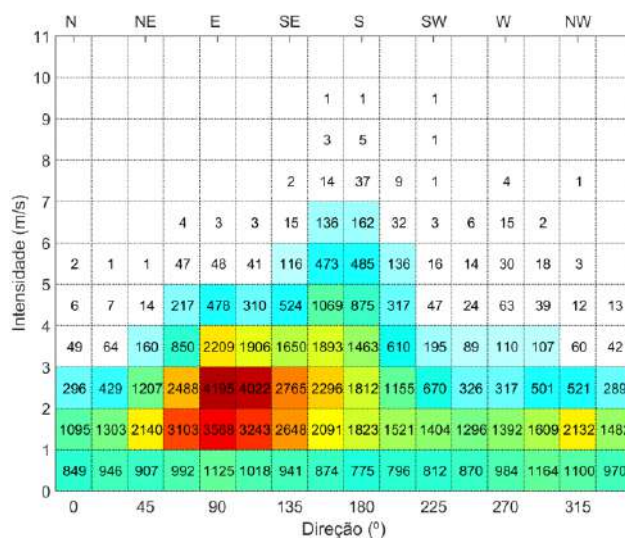 N NE E SE S SW W NW
11
10
9 1 1 1
8 3 5 1
7 2 14 37 9 1 4 1
6 4 3 3 15 136 162 32 3 6 15 2
5 2 1 1 47 48 41 116 473 485 136 16 14 30 18 3
4 6 7 14 217 478 310 524 1069 875 317 47 24 63 39 12 13
3 49 64 160 850 2209 1906 1650 1893 1463 610 195 89 110 107 60 42
2 296 429 1207 2488 4195 4022 2765 2296 1812 1155 670 326 317 501 521 289
1 1095 1303 2140 3103 3568 3243 2648 2091 1823 1521 1404 1296 1392 1609 2132 1482
0 849 946 907 992 1125 1018 941 874 775 796 812 870 984 1164 1100 970
0 45 90 135 180 225 270 315
Direção (º)
Intensidade (m/s)